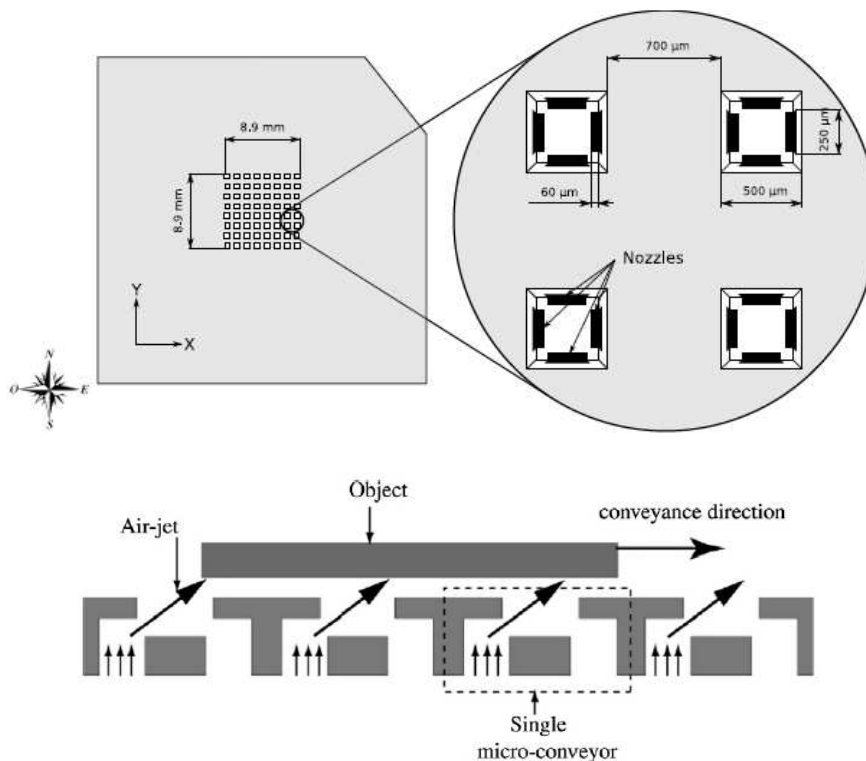 700 µm
8.9 mm
250 µm
8.9 mm
60 µm
500 µm
Nozzles
Y
X
N
O
E
S
Object
Air-jet
conveyance direction
Single
micro-conveyor